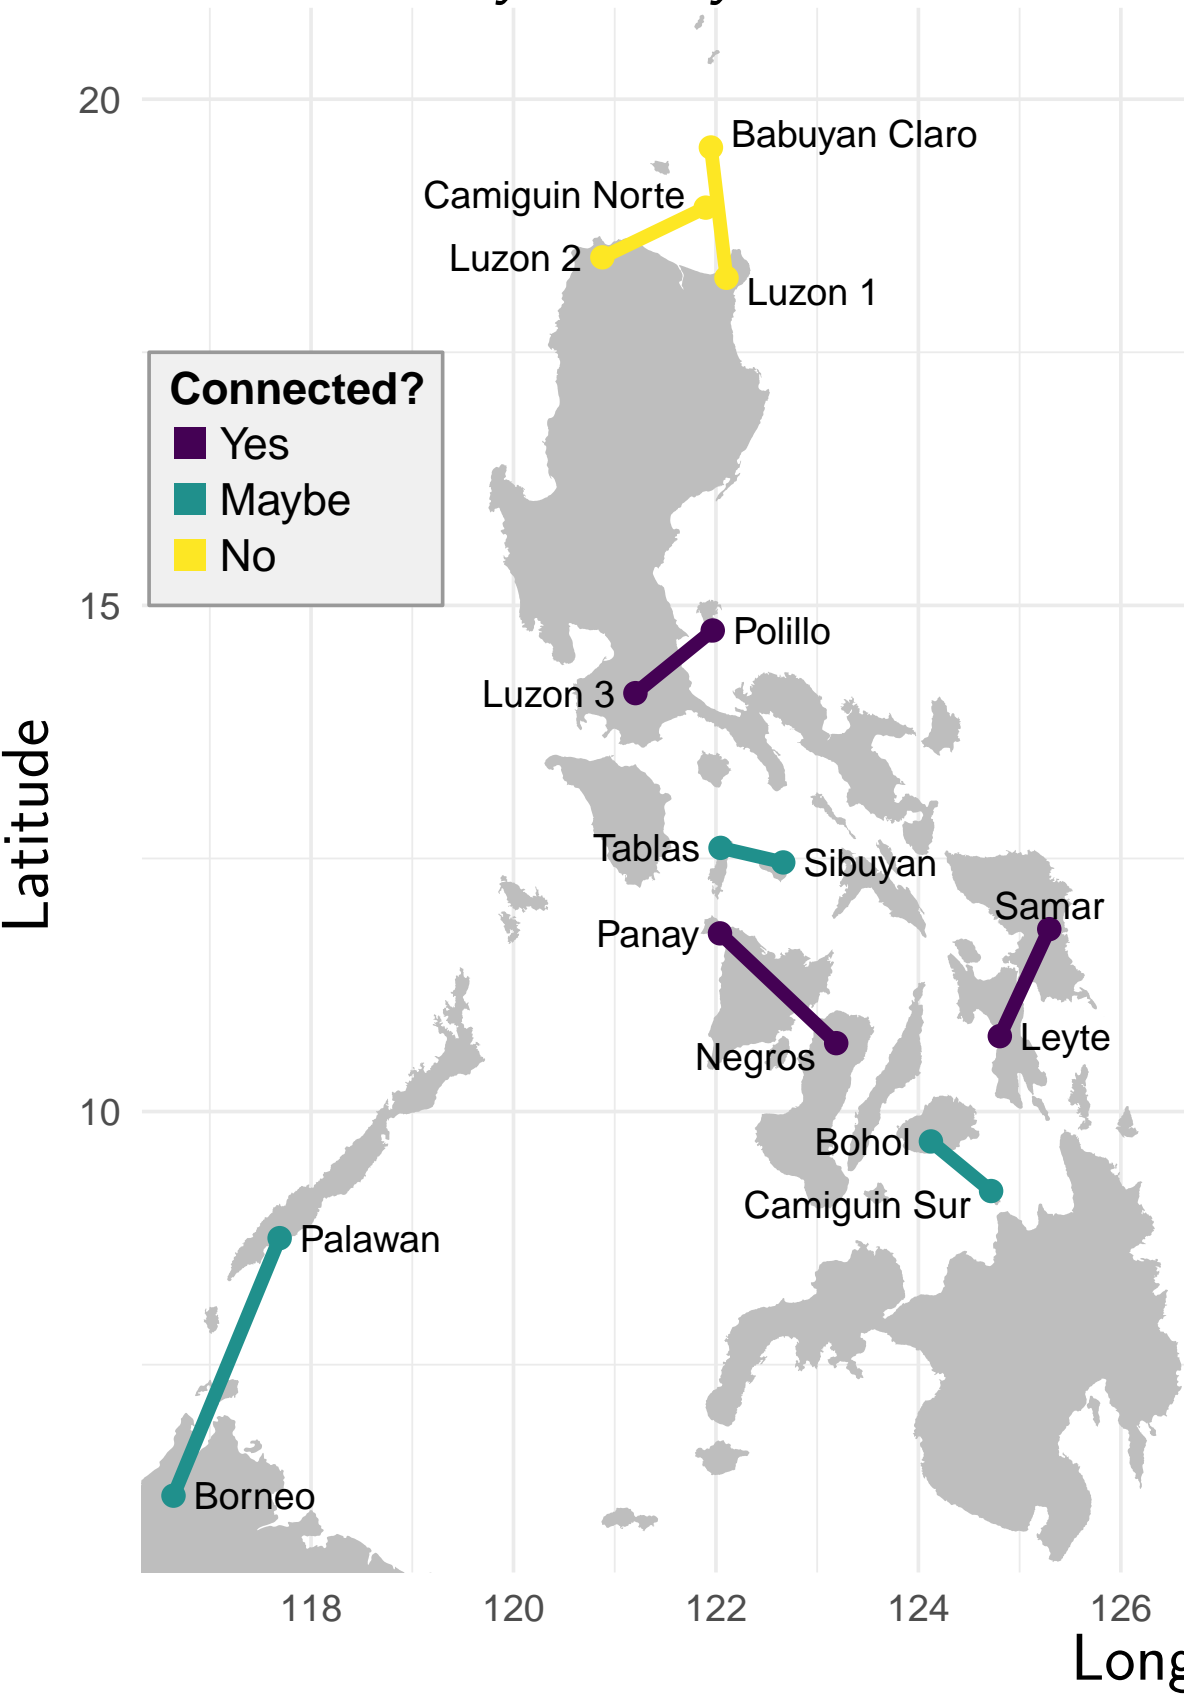 20
Babuyan Claro
Camiguin Norte
Luzon 2
Luzon 1
Connected?
Yes
Maybe
No
15
Polillo
Luzon 3
Latitude
Tablas
Sibuyan
Samar
Panay
Leyte
Negros
10
Bohol
Camiguin Sur
Palawan
Borneo
118 120 122 124 126
Long